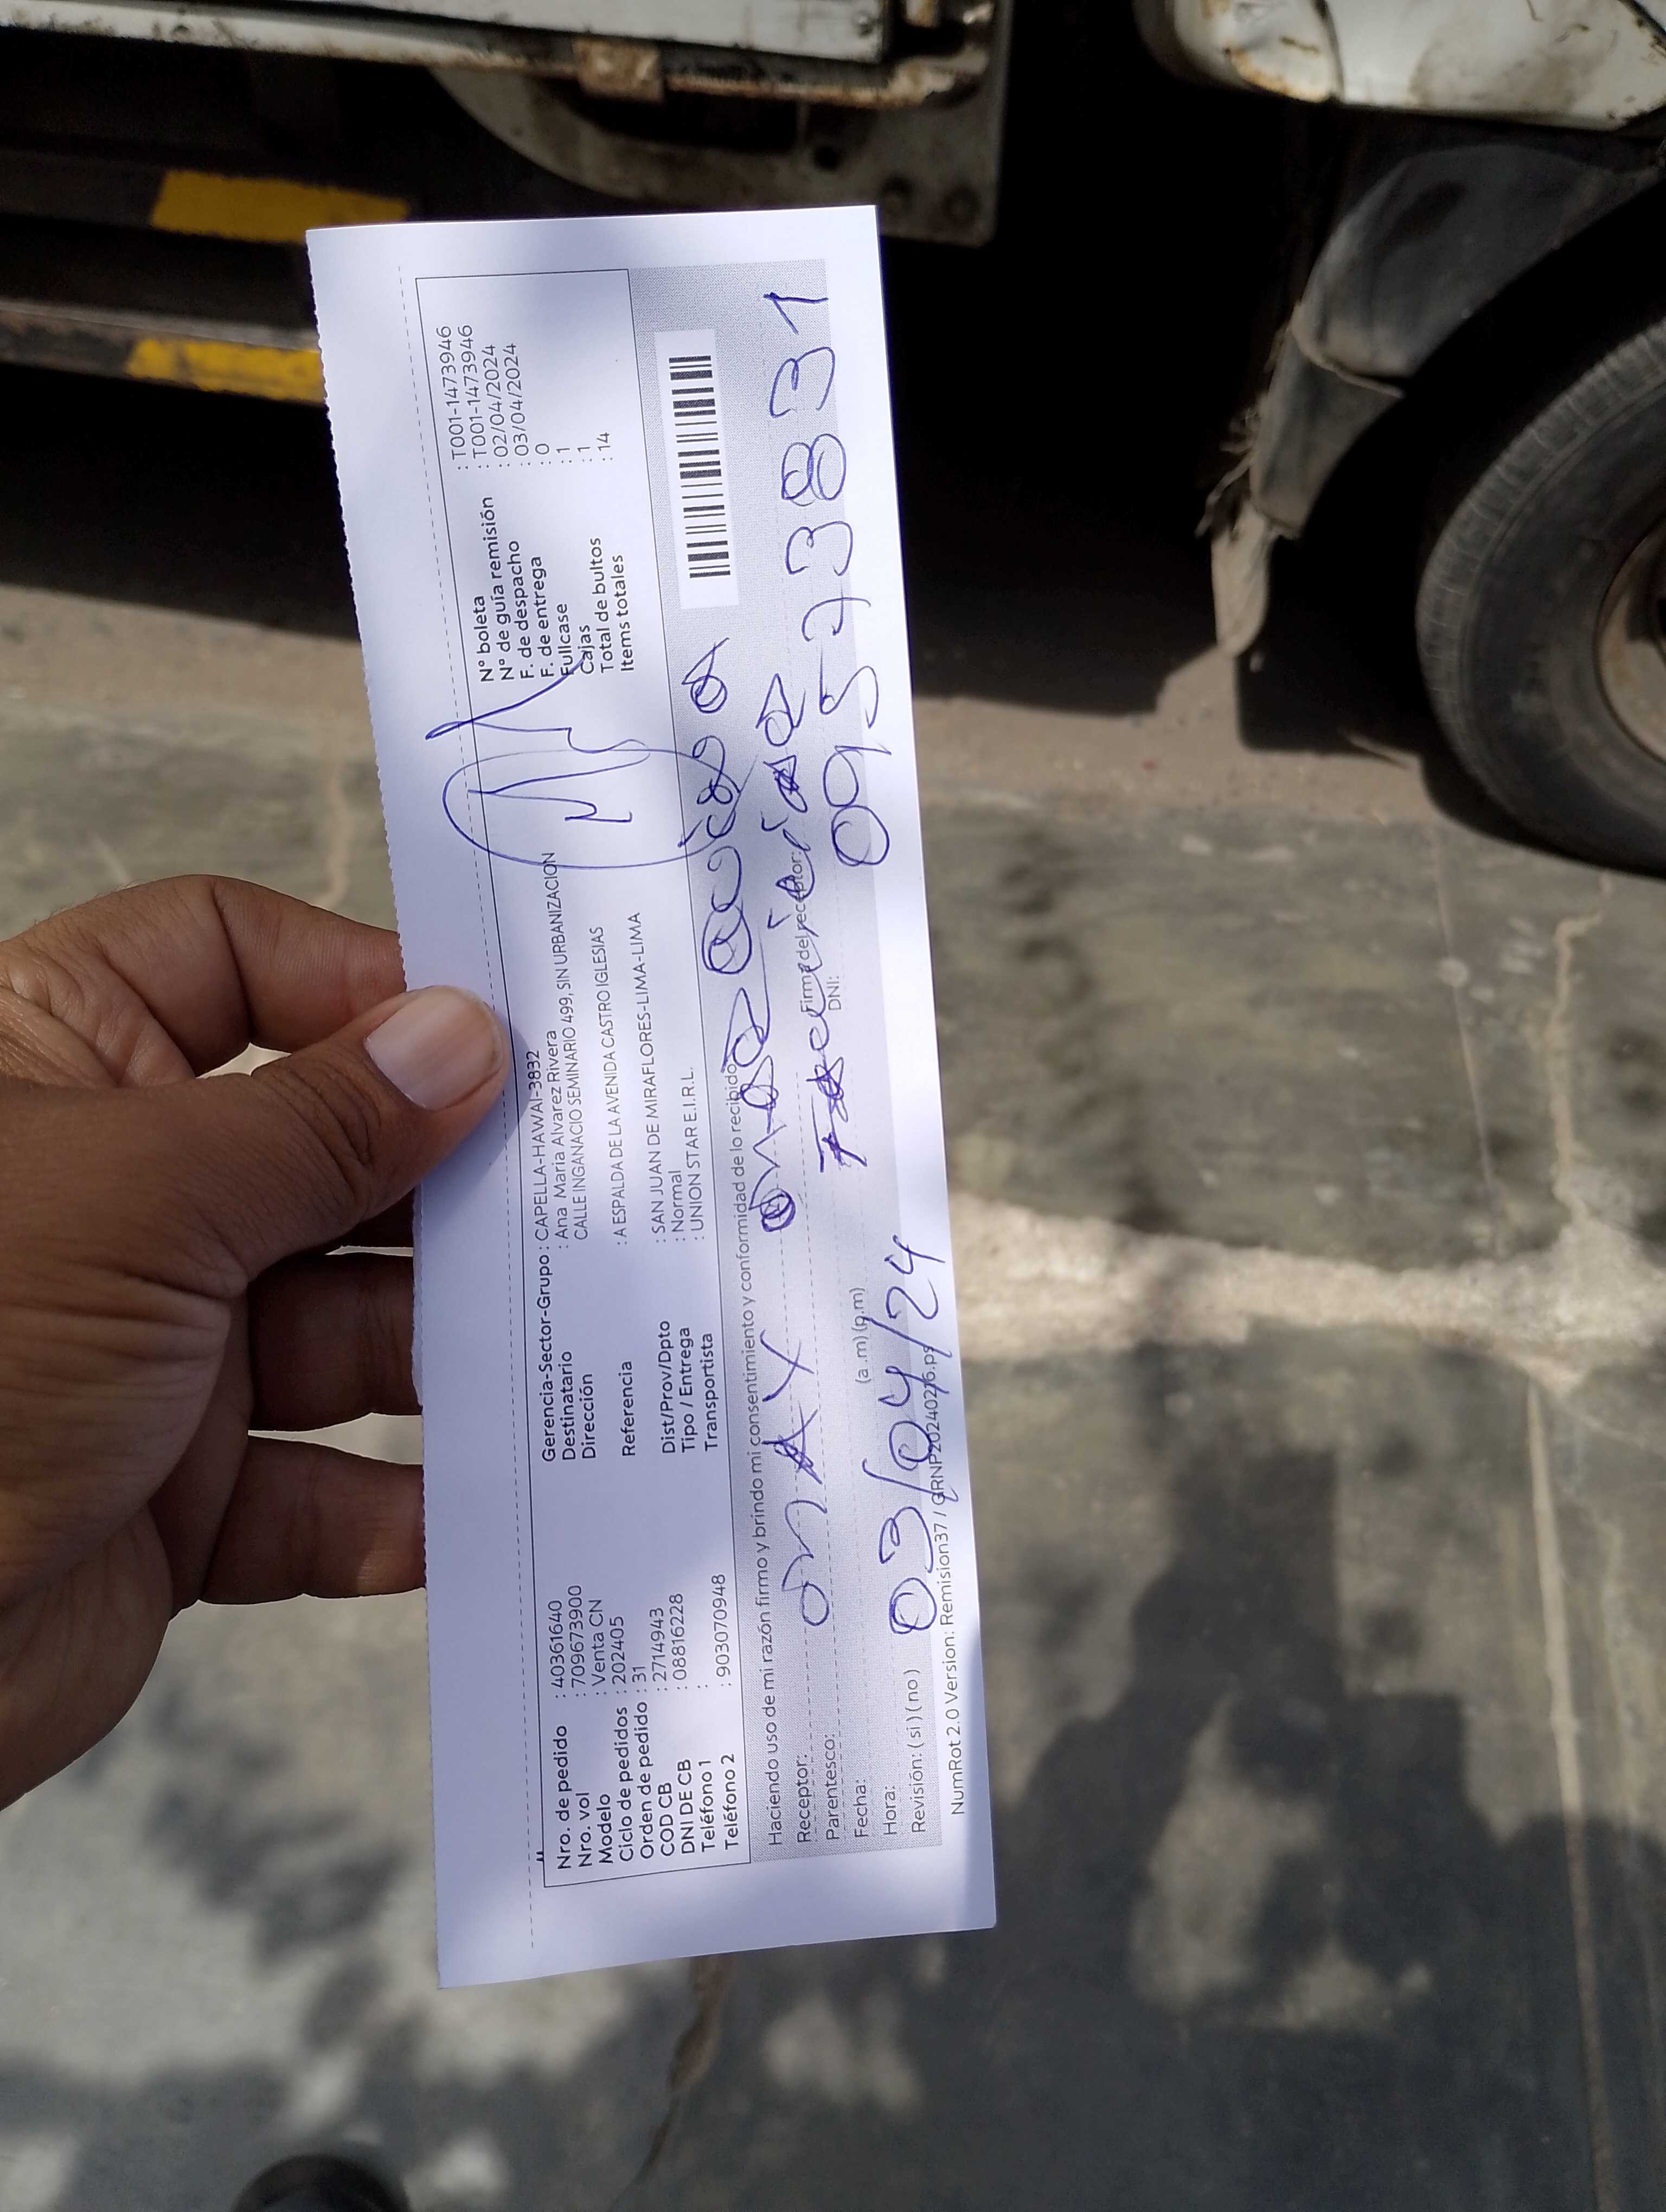 Nro. de pedido : 40361640
Nro. vol : 709673900
Modelo : Venta CN
Ciclo de pedidos : 202405
Orden de pedido : 31
COD CB : 2714943
DNI DE CB : 08816228
Teléfono 1 :
Teléfono 2 : 903070948
Gerencia-Sector-Grupo : CAPELLA-HAWAI-3832
Destinatario : Ana Maria Alvarez Rivera
Dirección CALLE INGANACIO SEMINARIO 499, SIN URBANIZACION
Referencia : A ESPALDA DE LA AVENIDA CASTRO IGLESIAS
Dist/Prov/Dpto : SAN JUAN DE MIRAFLORES-LIMA-LIMA
Tipo / Entrega : Normal
Transportista : UNION STAR E.I.R.L.
N° boleta : T001-1473946
N° de guía remisión : T001-1473946
F. de despacho : 02/04/2024
F. de entrega : 03/04/2024
Fullcase : 0
Cajas : 1
Total de bultos : 1
Items totales : 14
Haciendo uso de mi razón firmo y brindo mi consentimiento y conformidad de lo recibido
Receptor:
Parentesco:
Firma del receptor:
Fecha:
DNI: 09523831
Hora: (a.m) (p.m)
03/04/24
Revisión: ( si ) ( no )
NumRot 2.0 Version: Remision37 / GRNP20240226.ps